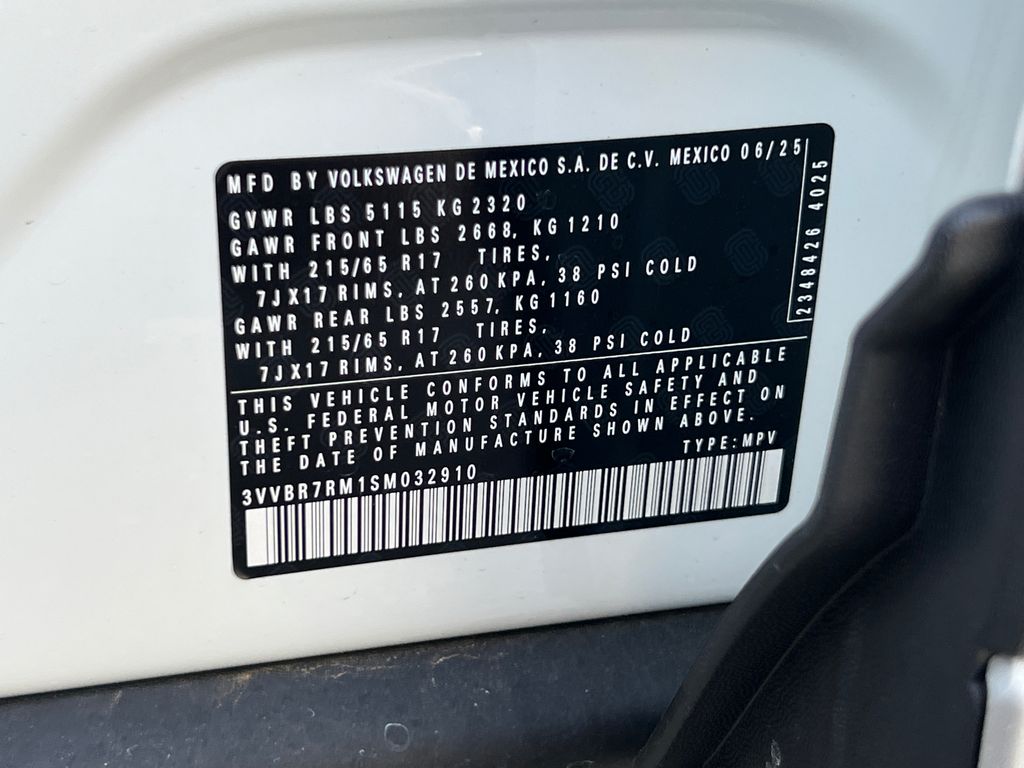 MFD BY VOLKSWAGEN DE MEXICO S.A. DE C.V. MEXICO 06/25
GVWR LBS 5115 KG 2320
GAWR FRONT LBS 2668, KG 1210
WITH 215/65 R17 TIRES,
7JX17 RIMS, AT 260 KPA, 38 PSI COLD
GAWR REAR LBS 2557, KG 1160
WITH 215/65 R17 TIRES,
7JX17 RIMS, AT 260 KPA, 38 PSI COLD
2348426 4025
THIS VEHICLE CONFORMS TO ALL APPLICABLE
U.S. FEDERAL MOTOR VEHICLE SAFETY AND
THEFT PREVENTION STANDARDS IN EFFECT ON
THE DATE OF MANUFACTURE SHOWN ABOVE.
3VVBR7RM1SM032910 TYPE: MPV